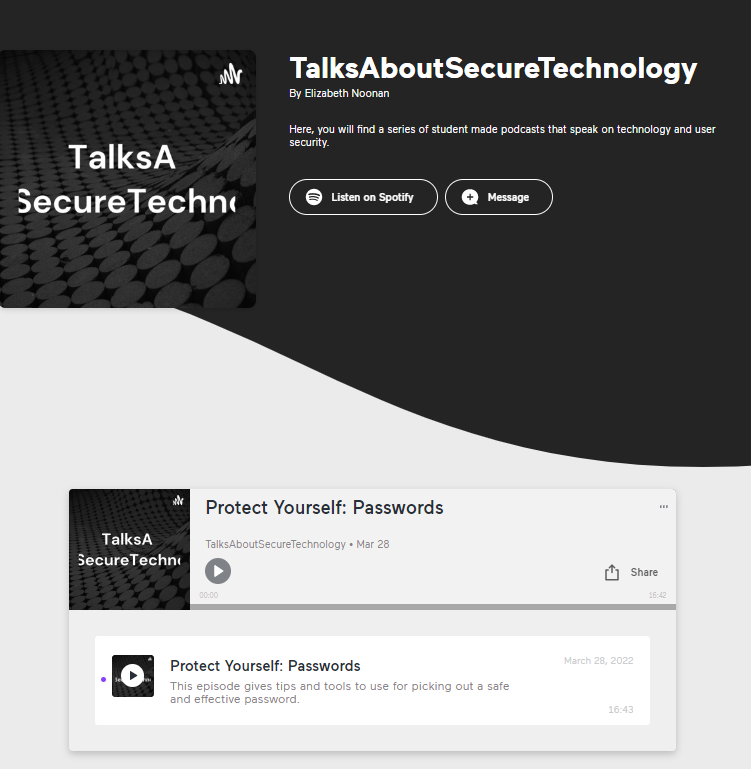 TalksAboutSecureTechnology
By Elizabeth Noonan
Here, you will find a series of student made podcasts that speak on technology and user
security.
TalksA
SecureTechno
Listen on Spotify
Message
Protect Yourself: Passwords
TalksA
SecureTechn
TalksAboutSecureTechnology • Mar 28
Share
00:00
16:42
Protect Yourself: Passwords
March 28, 2022
This episode gives tips and tools to use for picking out a safe
and effective password.
16:43